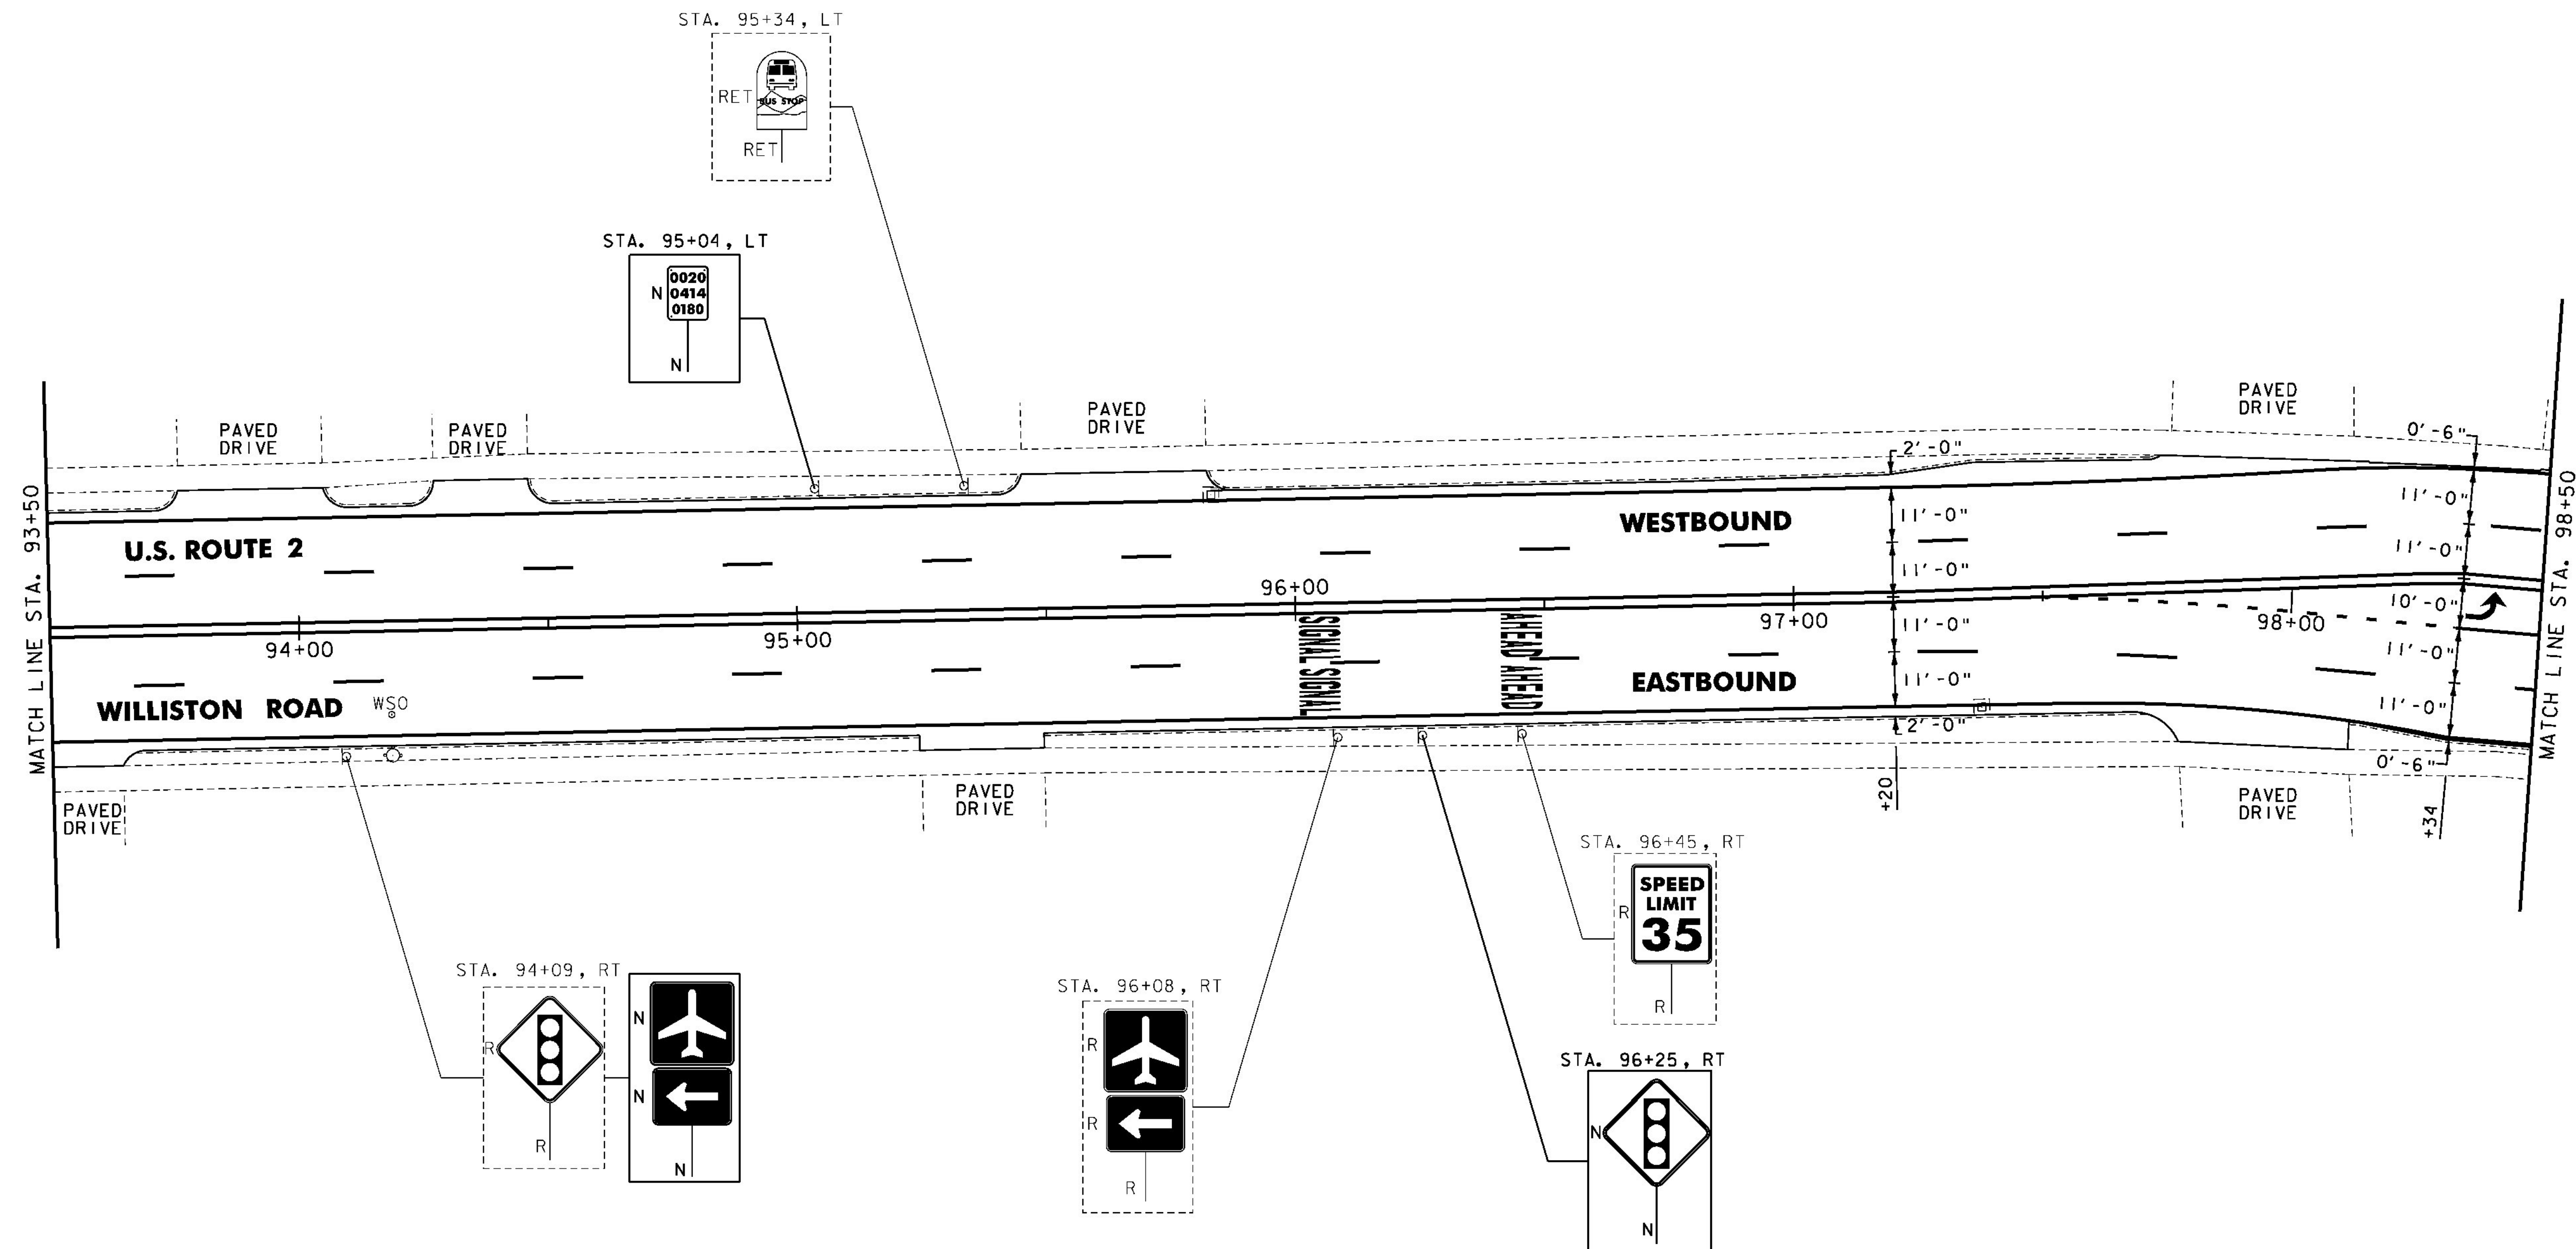 STA. 95+34, LT
RET
BUS STOP
RET
STA. 95+04, LT
N
0020
0414
0180
N
MATCH LINE STA. 93+50
PAVED
DRIVE
PAVED
DRIVE
PAVED
DRIVE
PAVED
DRIVE
0'-6"
2'-0"
U.S. ROUTE 2
WESTBOUND
11'-0"
11'-0"
11'-0"
11'-0"
94+00
95+00
96+00
97+00
98+00
10'-0"
SIGNAL SIGNAL
AHEAD AHEAD
11'-0"
11'-0"
11'-0"
11'-0"
WILLISTON ROAD
WSO
EASTBOUND
2'-0"
0'-6"
+20
+34
MATCH LINE STA. 98+50
PAVED
DRIVE
PAVED
DRIVE
PAVED
DRIVE
STA. 96+45, RT
R
SPEED
LIMIT
35
R
STA. 94+09, RT
R
R
N
N
N
STA. 96+08, RT
R
R
R
STA. 96+25, RT
N
N